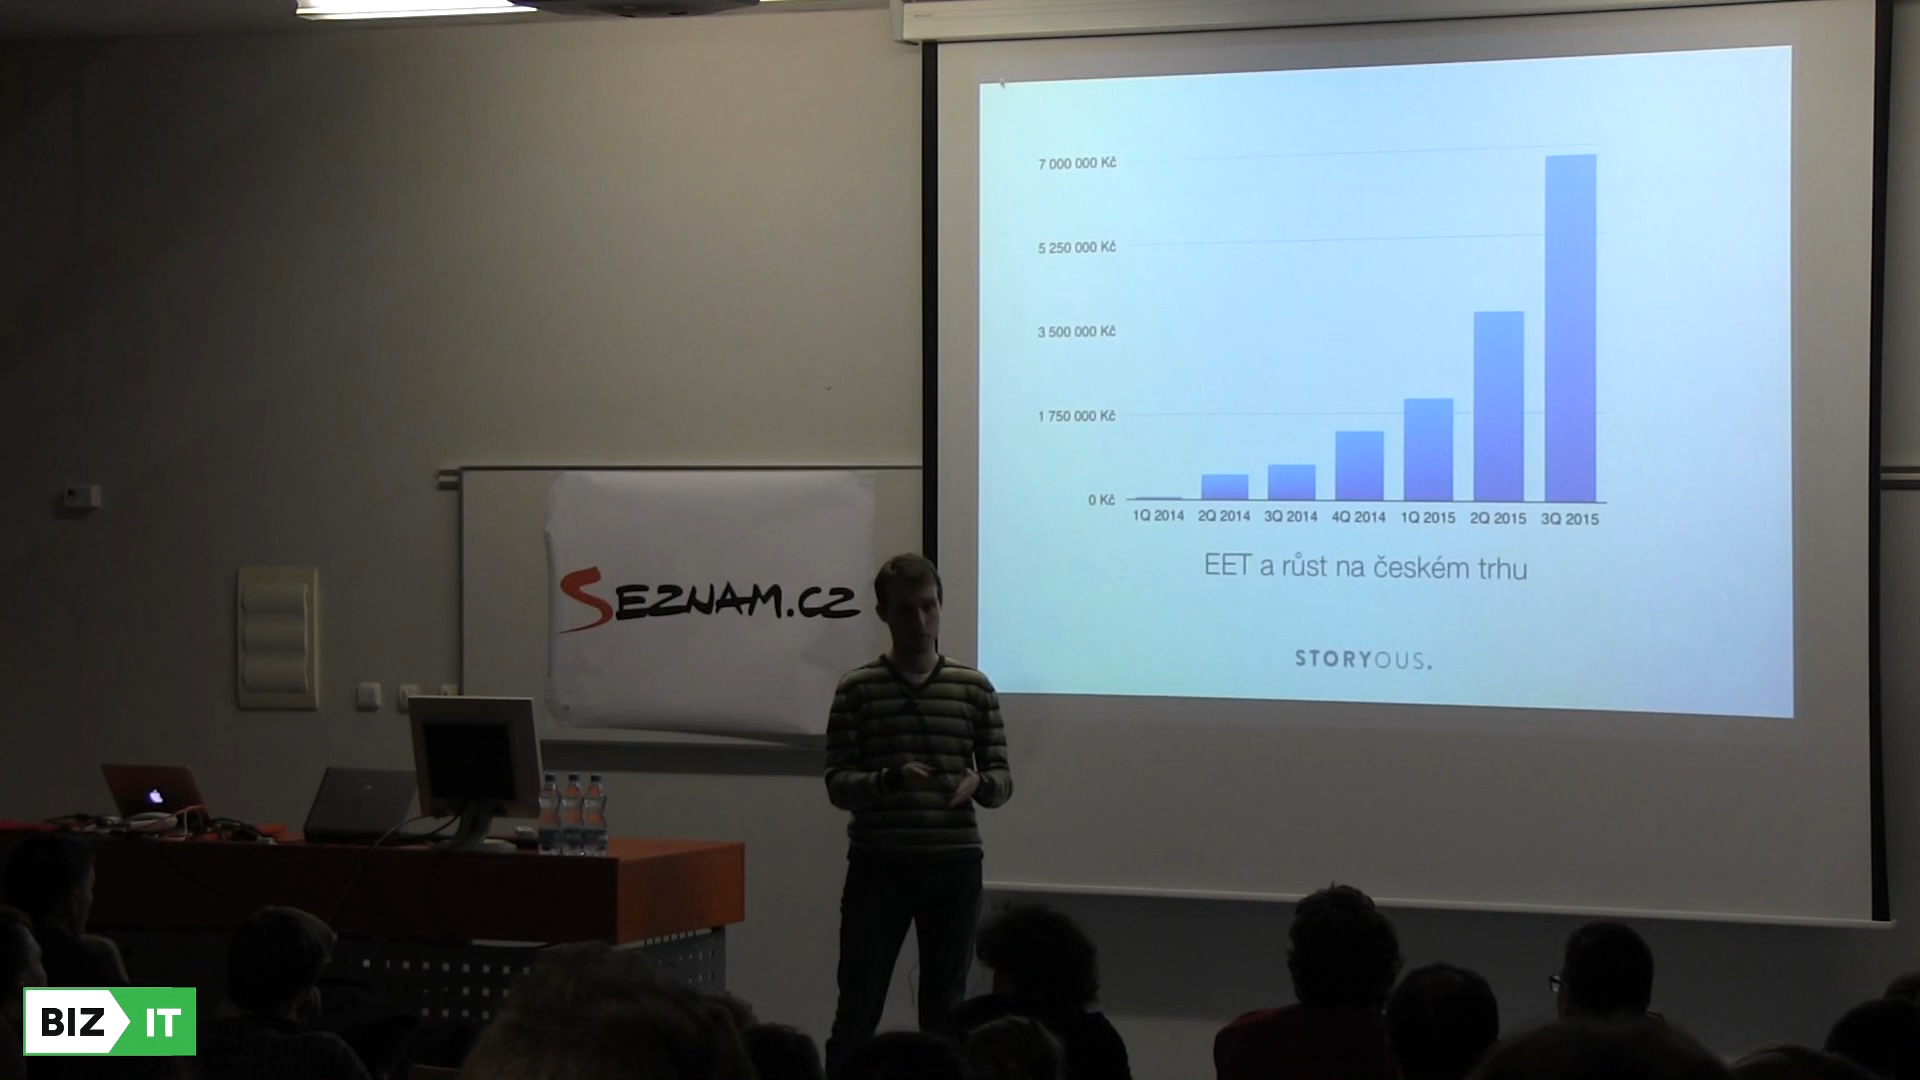 7 000 000 Kč
5 250 000 Kč
3 500 000 Kč
1 750 000 Kč
0 Kč
1Q 2014 2Q 2014 3Q 2014 4Q 2014 1Q 2015 2Q 2015 3Q 2015
EET a růst na českém trhu
STORYOUS.
SEZNAM.CZ
BIZ IT